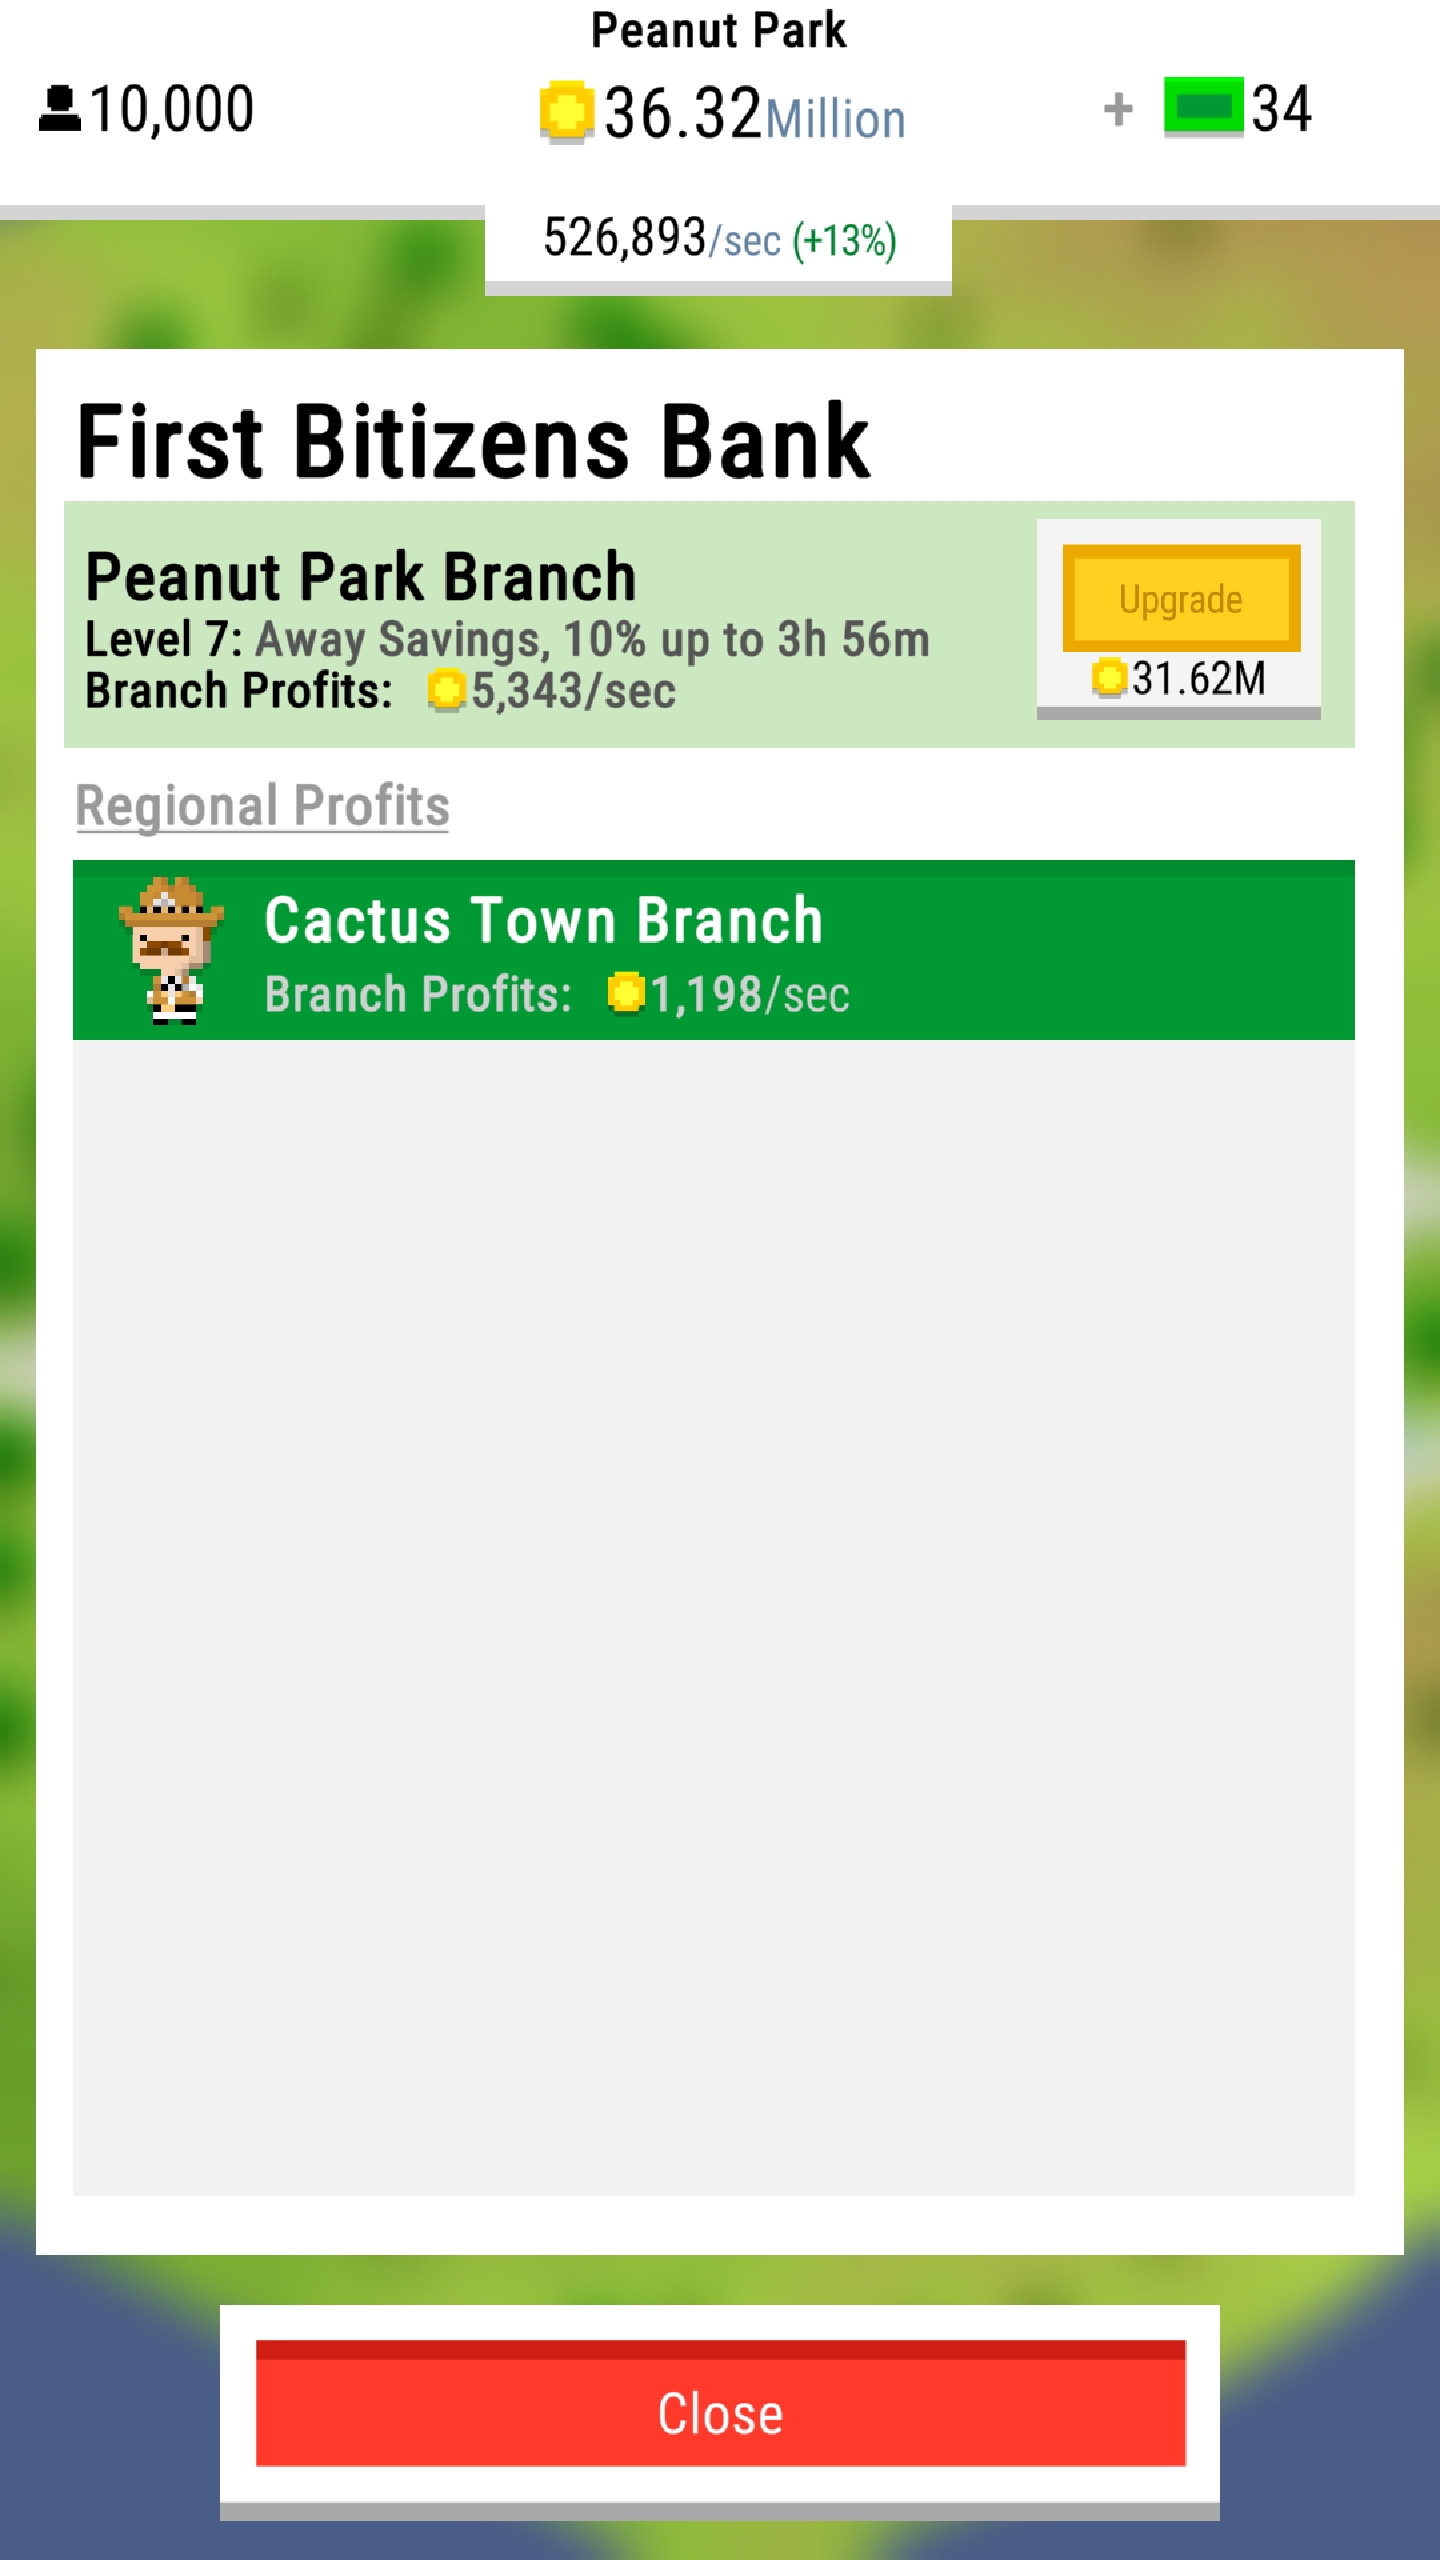 Peanut Park
10,000
36.32Million
+ 34
526,893/sec (+13%)
First Bitizens Bank
Peanut Park Branch
Level 7: Away Savings, 10% up to 3h 56m
Branch Profits: 5,343/sec
Upgrade
31.62M
Regional Profits
Cactus Town Branch
Branch Profits: 1,198/sec
Close